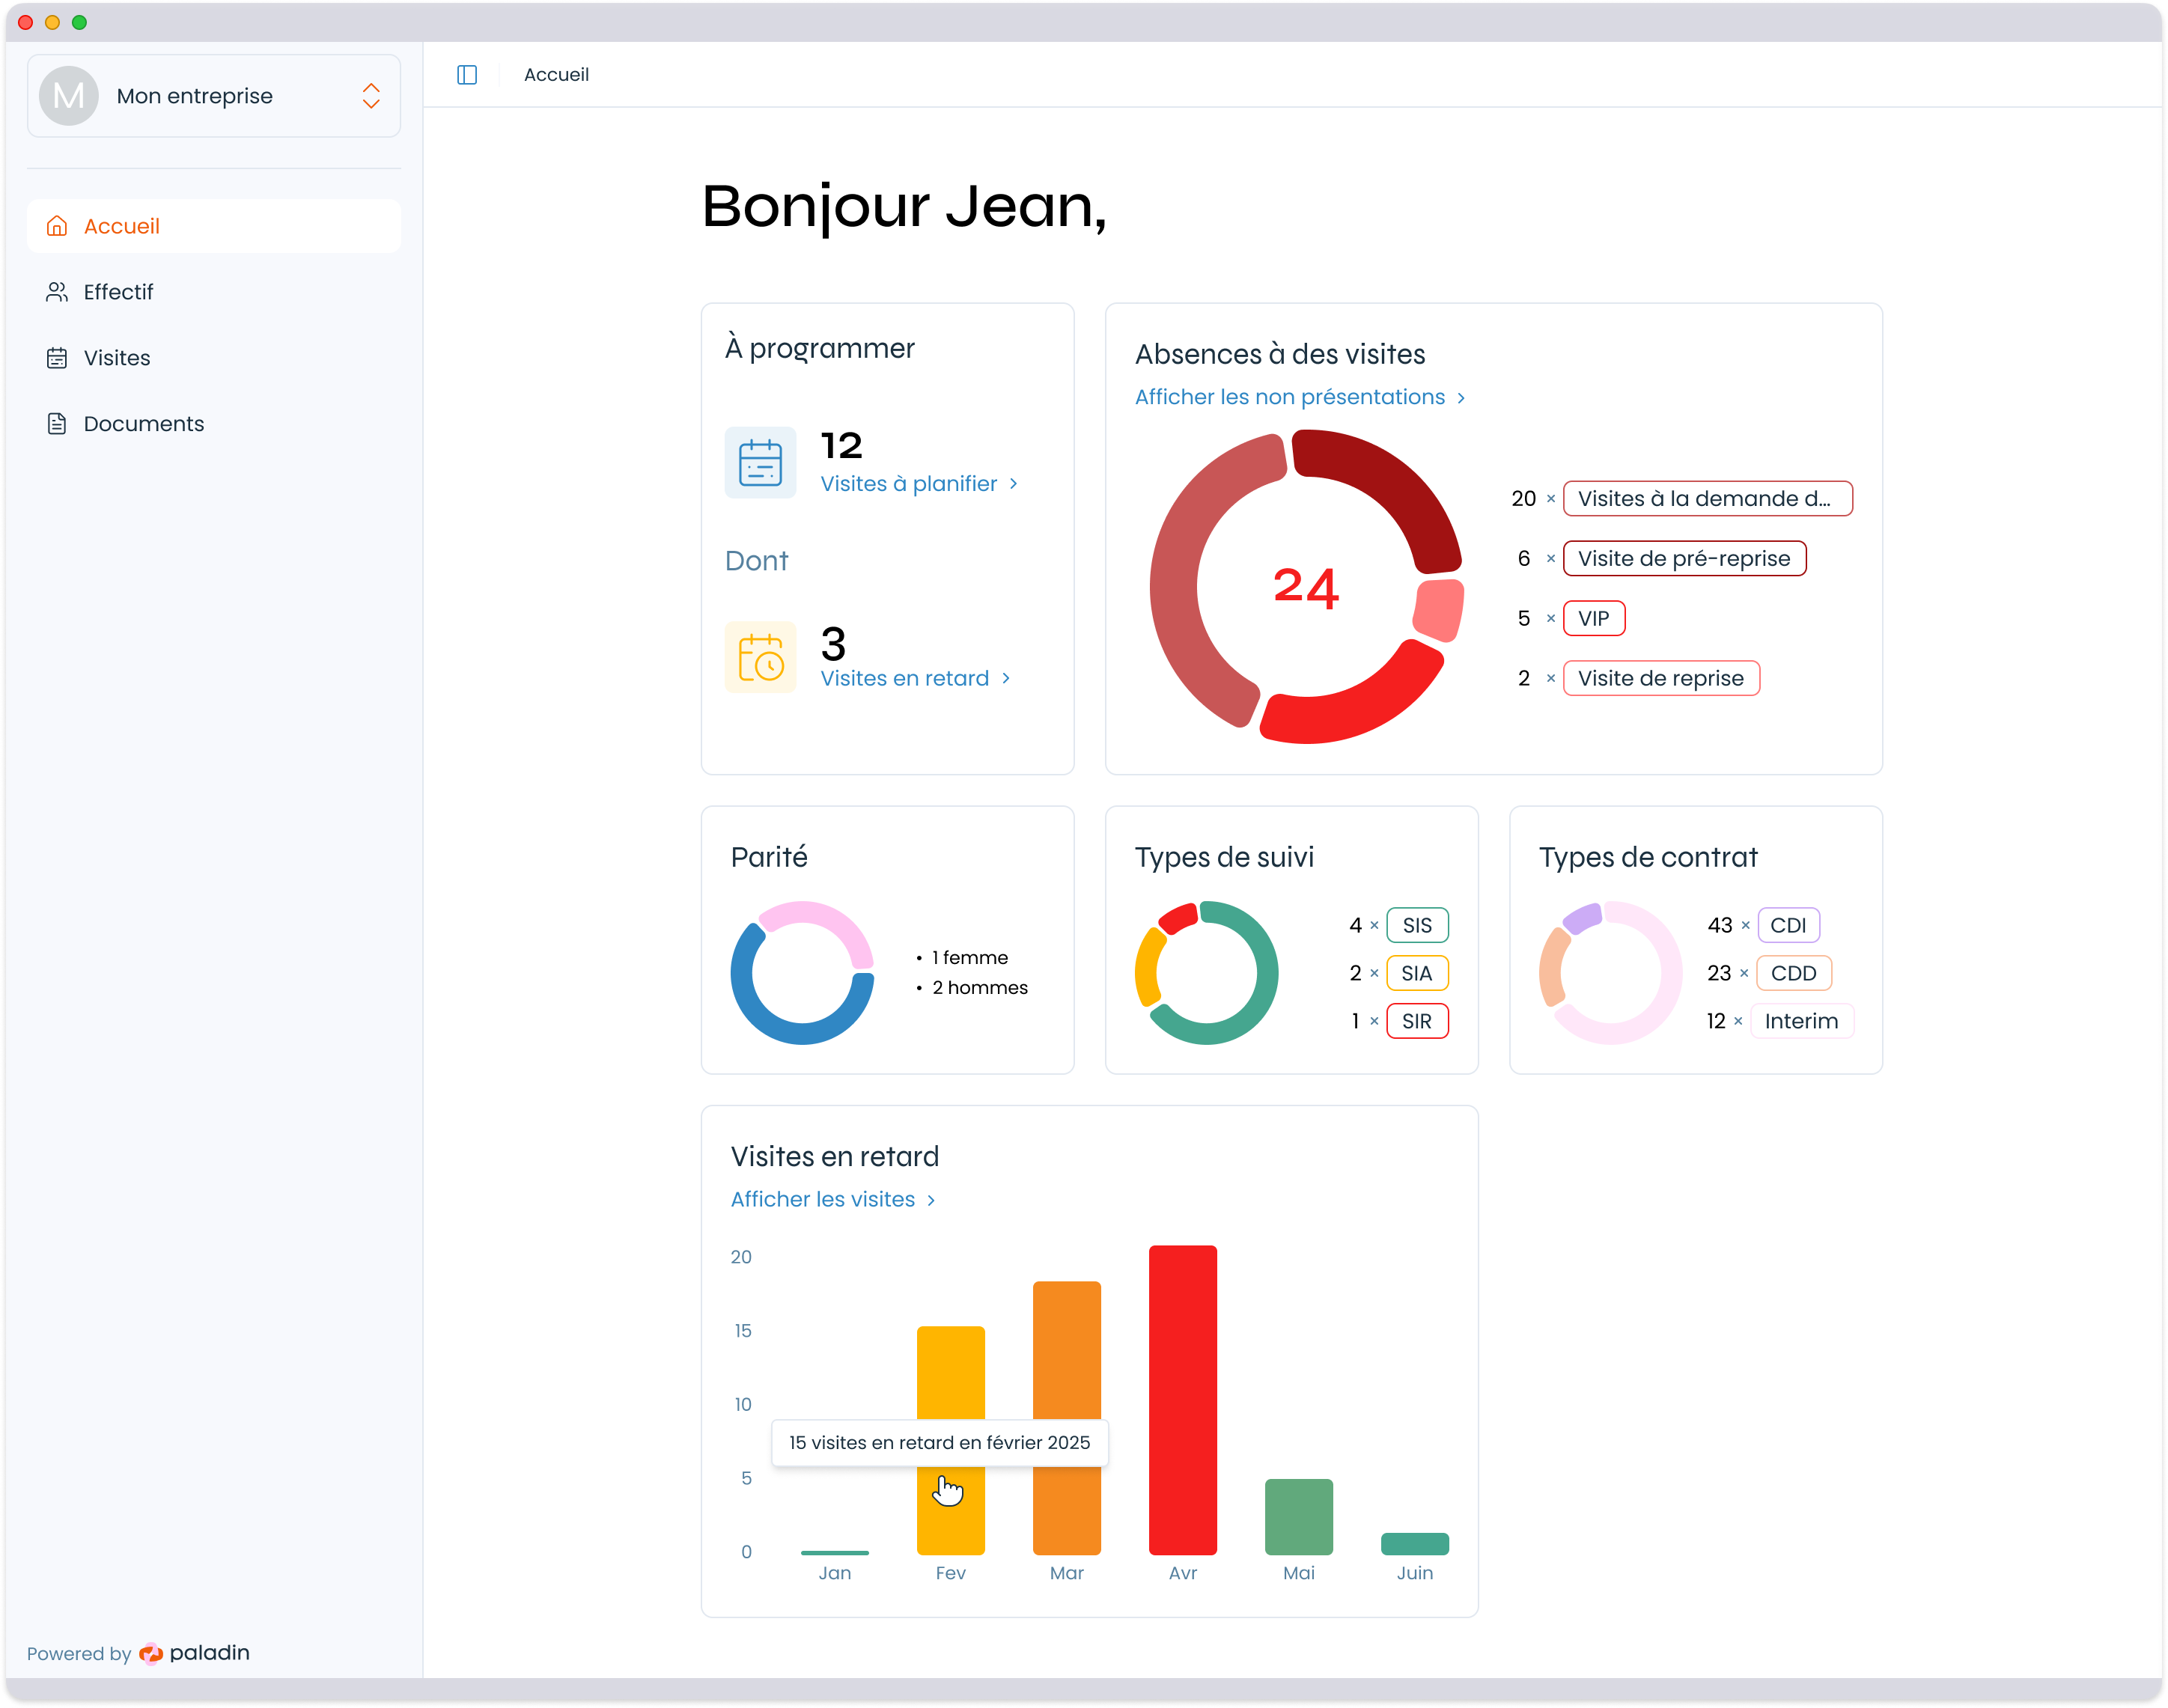 M
Mon entreprise
Accueil
Effectif
Visites
Documents
Powered by paladin
Accueil
Bonjour Jean,
À programmer
12
Visites à planifier
Dont
3
Visites en retard
Absences à des visites
Afficher les non présentations
24
20 × Visites à la demande d...
6 × Visite de pré-reprise
5 × VIP
2 × Visite de reprise
Parité
• 1 femme
• 2 hommes
Types de suivi
4 × SIS
2 × SIA
1 × SIR
Types de contrat
43 × CDI
23 × CDD
12 × Interim
Visites en retard
Afficher les visites
20
15
10
15 visites en retard en février 2025
5
0
Jan Fev Mar Avr Mai Juin